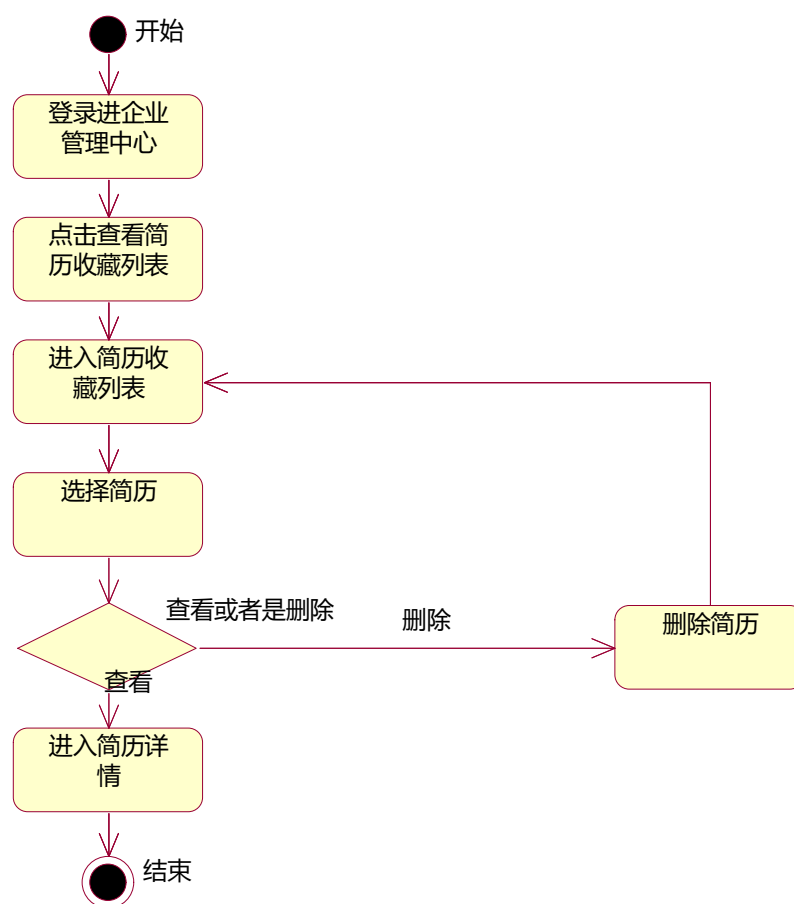 开始
登录进企业
管理中心
点击查看简
历收藏列表
进入简历收
藏列表
选择简历
查看或者是删除
删除
删除简历
查看
进入简历详
情
结束